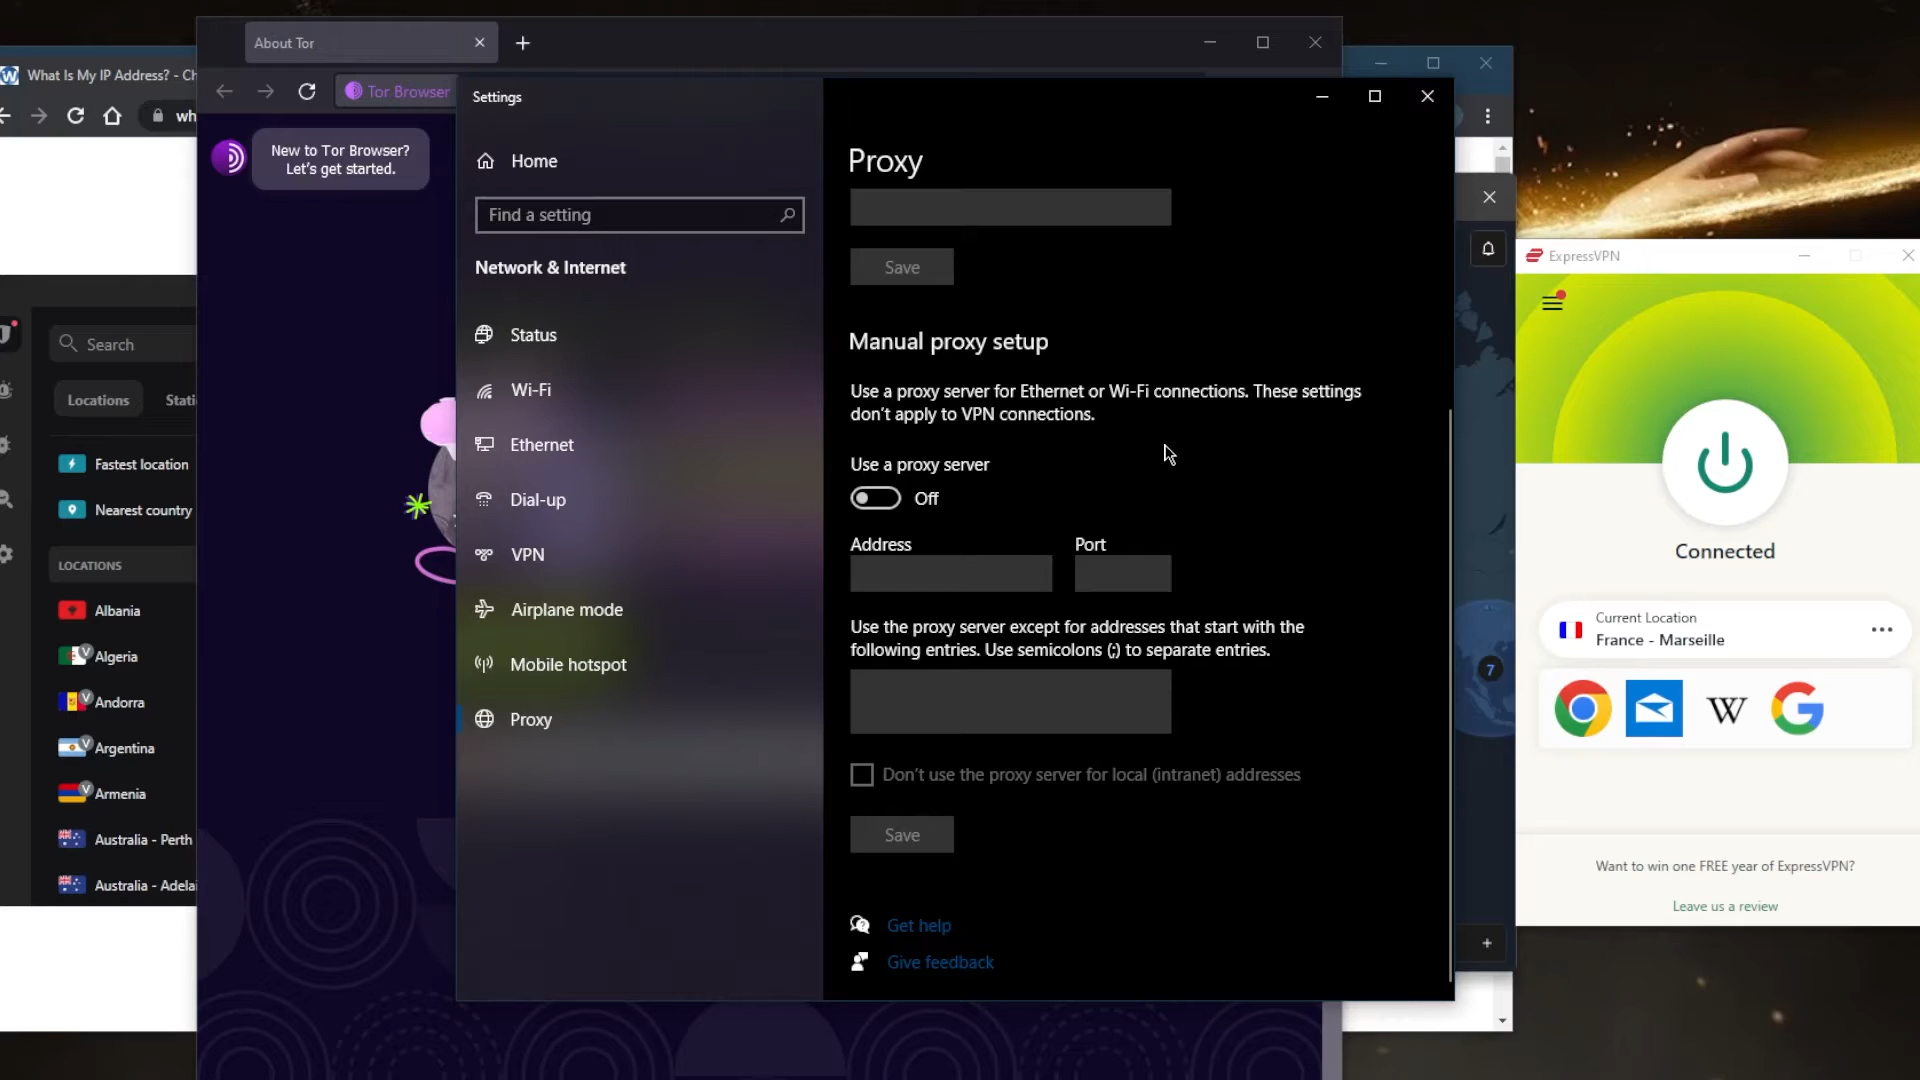 About Tor
What Is My IP Address? - Ch
wh
Tor Browser
New to Tor Browser?
Let's get started.
Search
Locations
Stati
Fastest location
Nearest country
LOCATIONS
Albania
Algeria
Andorra
Argentina
Armenia
Australia - Perth
Australia - Adelai
Settings
Home
Find a setting
Network & Internet
Status
Wi-Fi
Ethernet
Dial-up
VPN
Airplane mode
Mobile hotspot
Proxy
Proxy
Save
Manual proxy setup
Use a proxy server for Ethernet or Wi-Fi connections. These settings
don't apply to VPN connections.
Use a proxy server
Off
Address
Port
Use the proxy server except for addresses that start with the
following entries. Use semicolons (;) to separate entries.
Don't use the proxy server for local (intranet) addresses
Save
Get help
Give feedback
7
ExpressVPN
Connected
Current Location
France - Marseille
W
G
Want to win one FREE year of ExpressVPN?
Leave us a review